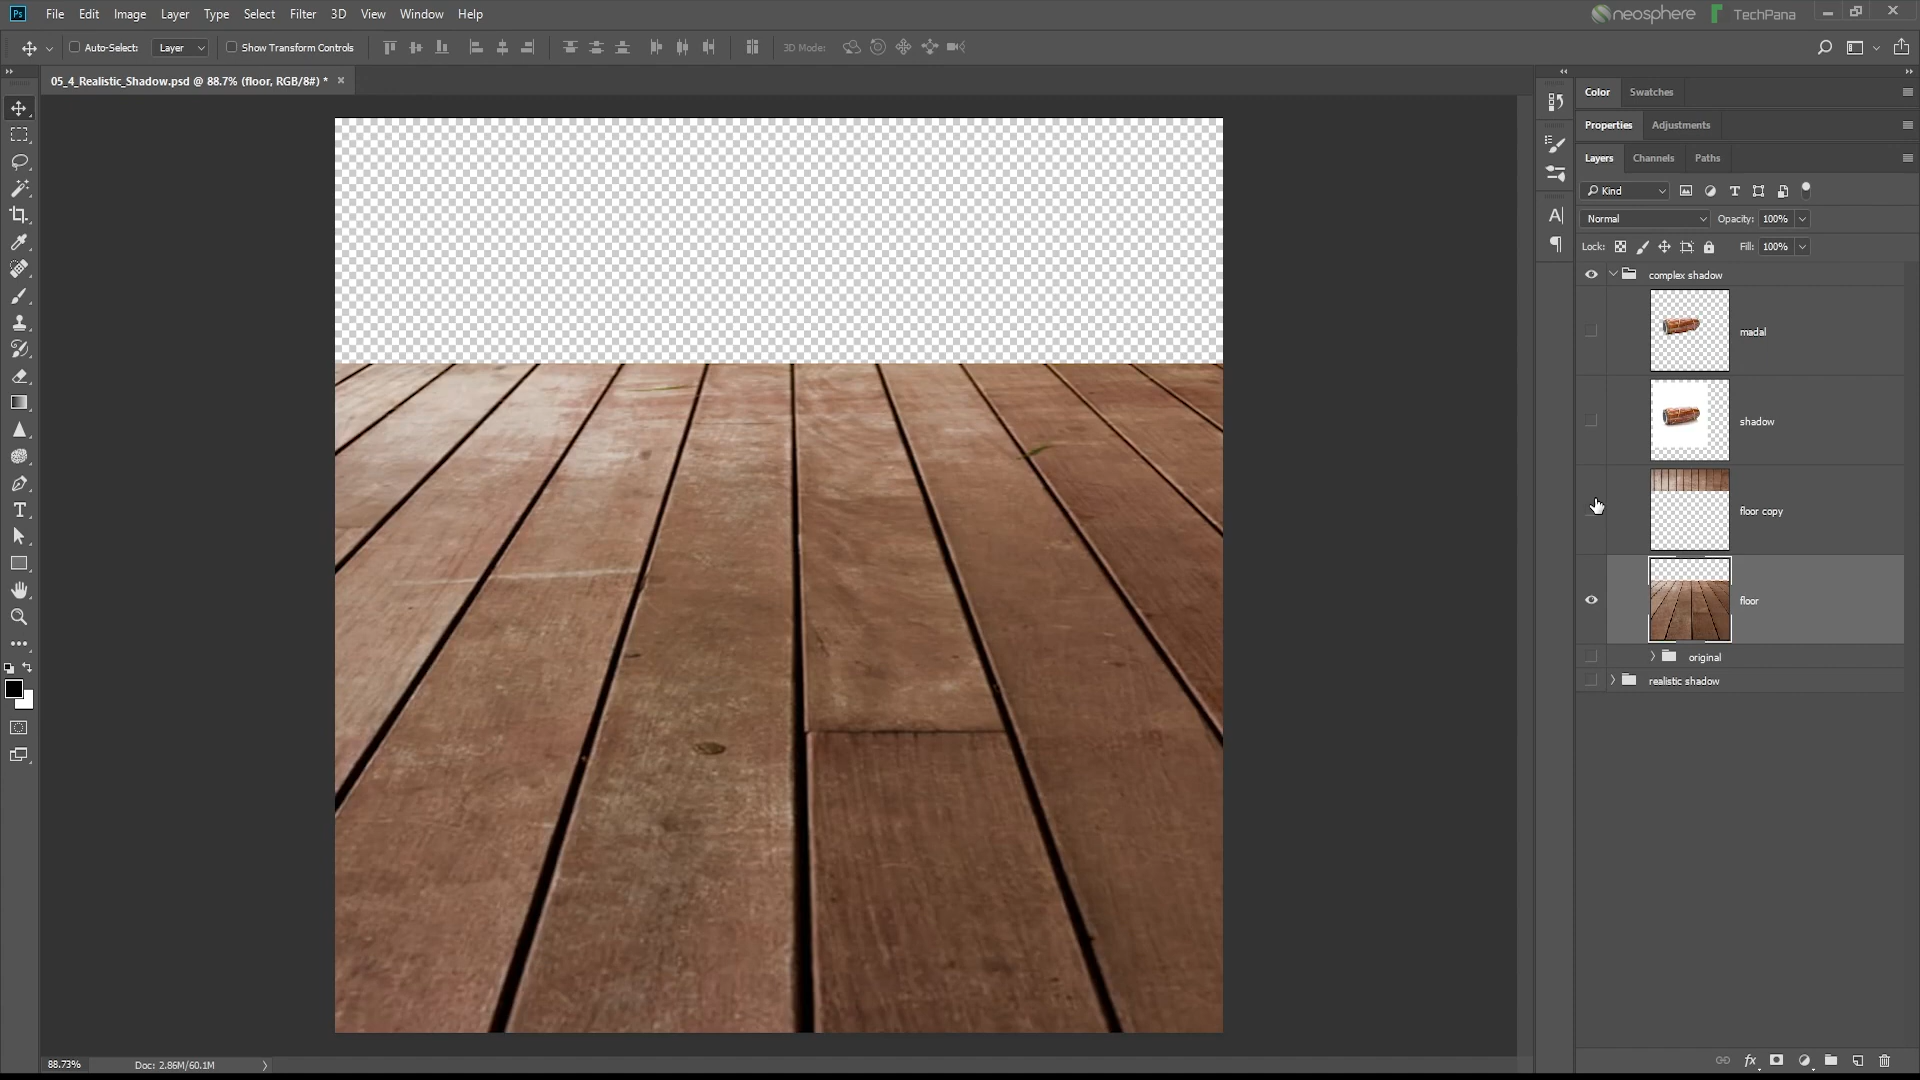 Ps File Edit Image Layer Type Select Filter 3D View Window Help neosphere TechPana
Auto-Select: Layer Show Transform Controls 3D Mode:
05_4_Realistic_Shadow.psd @ 88.7% (floor, RGB/8#) *
Color Swatches
Properties Adjustments
Layers Channels Paths
Kind
Normal Opacity: 100%
Lock: Fill: 100%
complex shadow
madal
shadow
floor copy
floor
original
realistic shadow
88.73% Doc: 2.86M/60.1M
fx